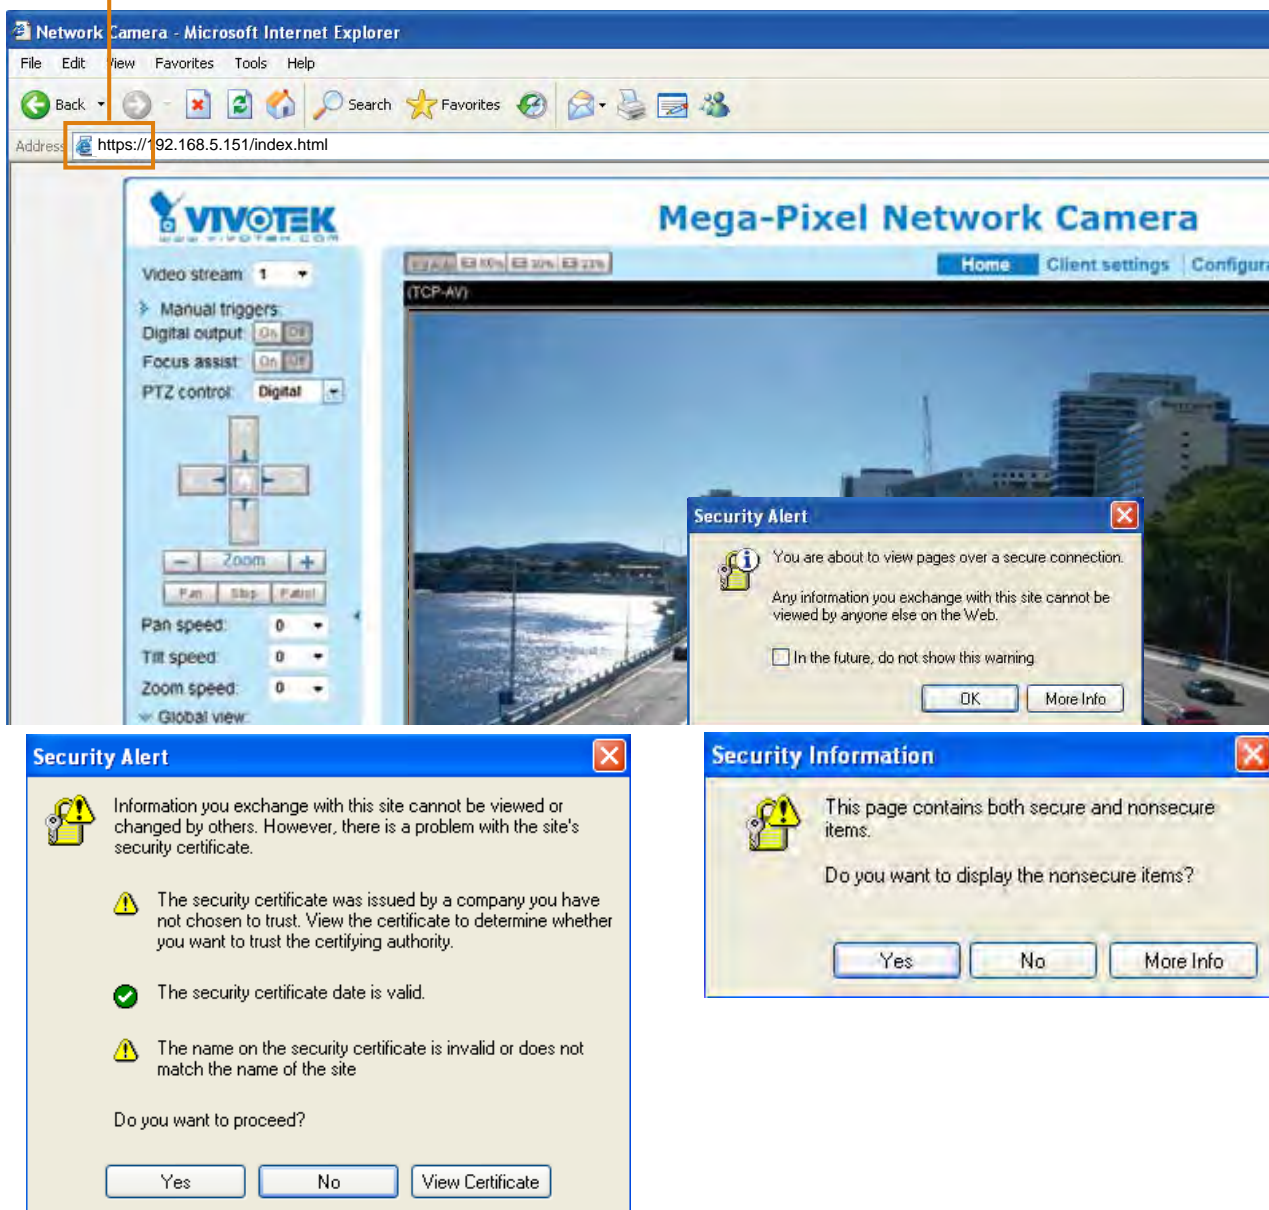 Network Camera - Microsoft Internet Explorer
File Edit View Favorites Tools Help
Back Search Favorites
Address https://192.168.5.151/index.html
VIVOTEK
www.vivotek.com
Mega-Pixel Network Camera
Video stream 1
Home Client settings Configura
Manual triggers:
(TCP-AV)
Digital output On Off
Focus assist: On Off
PTZ control: Digital
- Zoom +
Pan Stop Patrol
Pan speed: 0
Tilt speed: 0
Zoom speed: 0
Global view:
Security Alert
You are about to view pages over a secure connection.
Any information you exchange with this site cannot be
viewed by anyone else on the Web.
In the future, do not show this warning
OK More Info
Security Alert
Information you exchange with this site cannot be viewed or
changed by others. However, there is a problem with the site's
security certificate.
The security certificate was issued by a company you have
not chosen to trust. View the certificate to determine whether
you want to trust the certifying authority.
The security certificate date is valid.
The name on the security certificate is invalid or does not
match the name of the site
Do you want to proceed?
Yes No View Certificate
Security Information
This page contains both secure and nonsecure
items.
Do you want to display the nonsecure items?
Yes No More Info